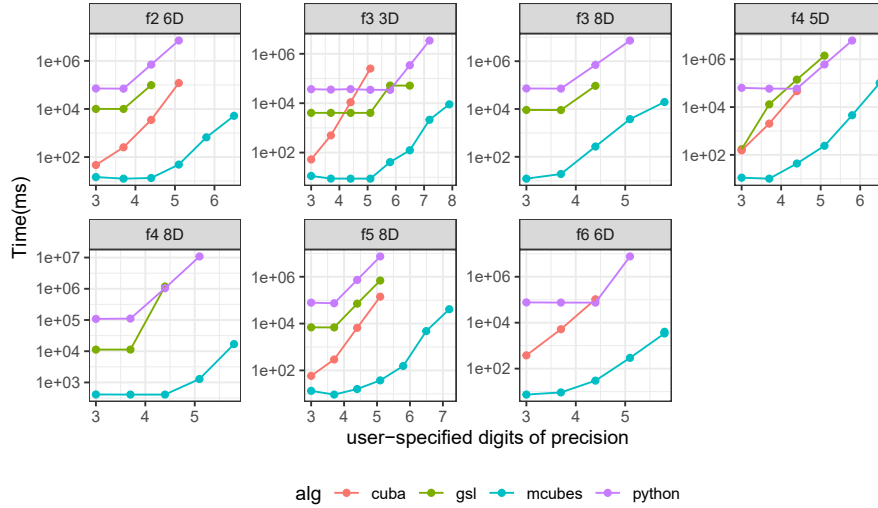 f2 6D
f3 3D
f3 8D
f4 5D
1e+06
1e+04
1e+02
3 4 5 6
1e+06
1e+04
1e+02
3 4 5 6 7 8
1e+06
1e+04
1e+02
3 4 5
1e+06
1e+04
1e+02
3 4 5 6
Time(ms)
f4 8D
f5 8D
f6 6D
1e+07
1e+06
1e+05
1e+04
1e+03
3 4 5
1e+06
1e+04
1e+02
3 4 5 6 7
1e+06
1e+04
1e+02
3 4 5
user-specified digits of precision
alg cuba gsl mcubes python